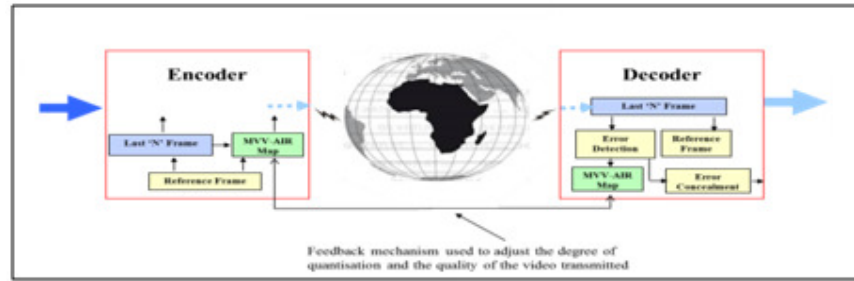 Encoder
Last 'N' Frame
MVV-AIR
Map
Reference Frame
Decoder
Last 'N' Frame
Error
Detection
Reference
Frame
MVV-AIR
Map
Error
Concealment
Feedback mechanism used to adjust the degree of
quantisation and the quality of the video transmitted